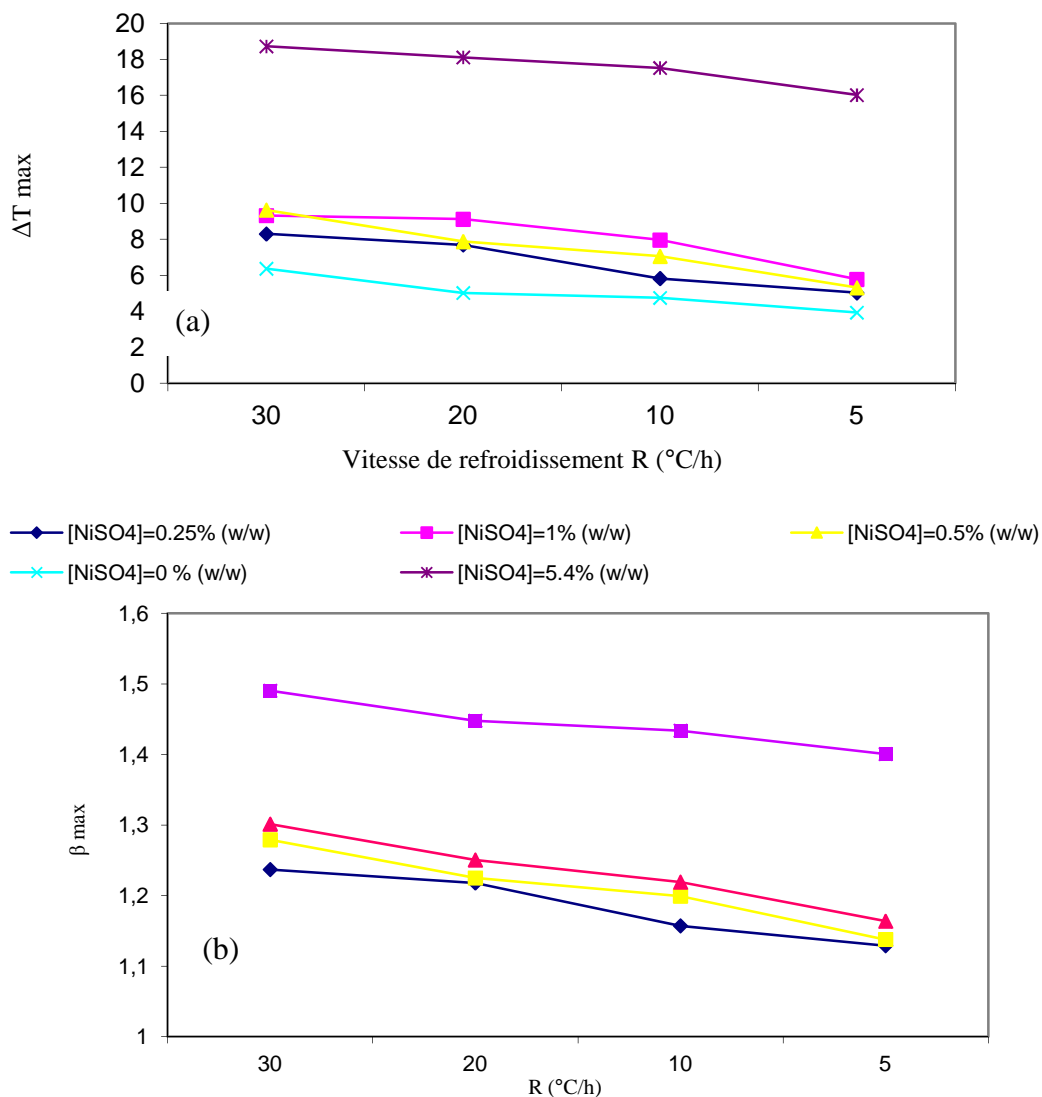 20
18
16
14
12
10
8
6
4
2
0
ΔT max
(a)
30 20 10 5
Vitesse de refroidissement R (°C/h)
[NiSO4]=0.25% (w/w) [NiSO4]=1% (w/w) [NiSO4]=0.5% (w/w)
[NiSO4]=0 % (w/w) [NiSO4]=5.4% (w/w)
1,6
1,5
1,4
1,3
1,2
1,1
1
β max
(b)
30 20 10 5
R (°C/h)